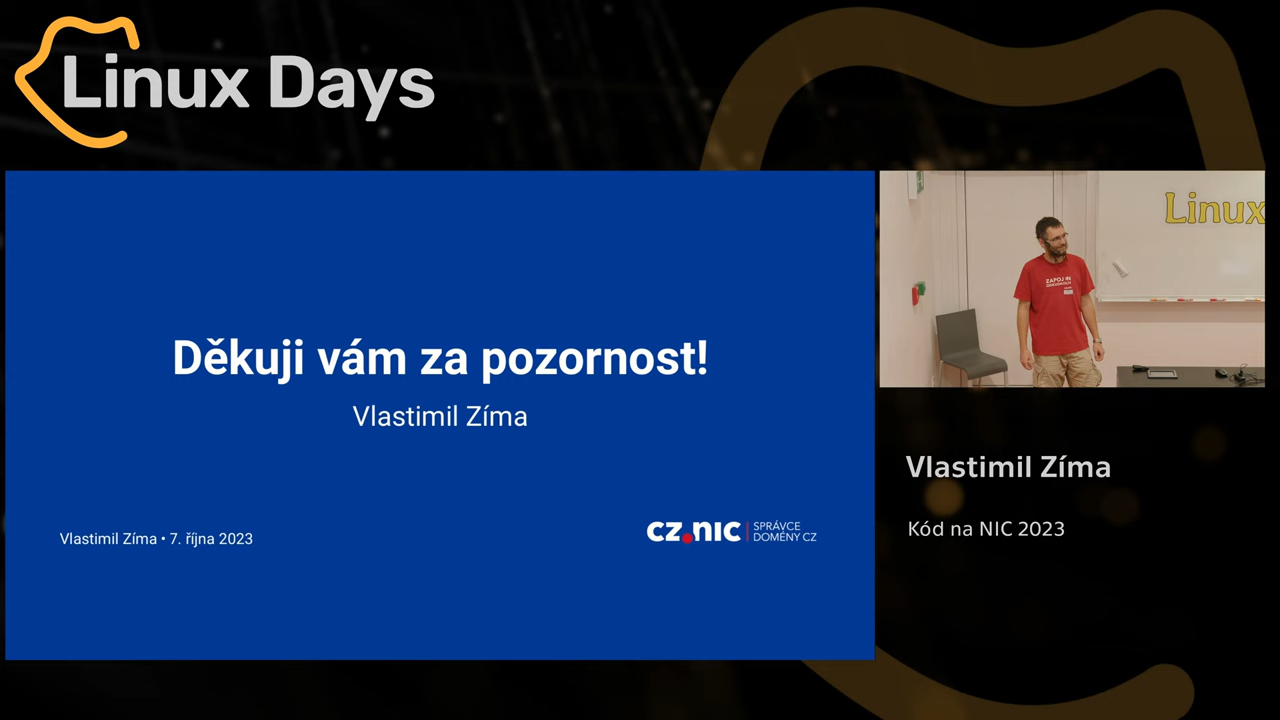 Linux Days
Děkuji vám za pozornost!
Vlastimil Zíma
Vlastimil Zíma • 7. října 2023
CZ.NIC | SPRÁVCE
DOMÉNY CZ
Linux
ZAPOJ IN
Vlastimil Zíma
Kód na NIC 2023